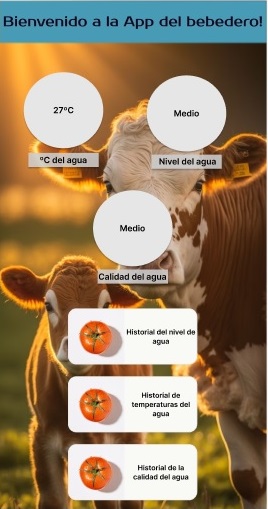 Bienvenido a la App del bebedero!
27ºC
Medio
ºC del agua
Nivel del agua
Medio
Calidad del agua
Historial del nivel de
agua
Historial de
temperaturas del
agua
Historial de la
calidad del agua